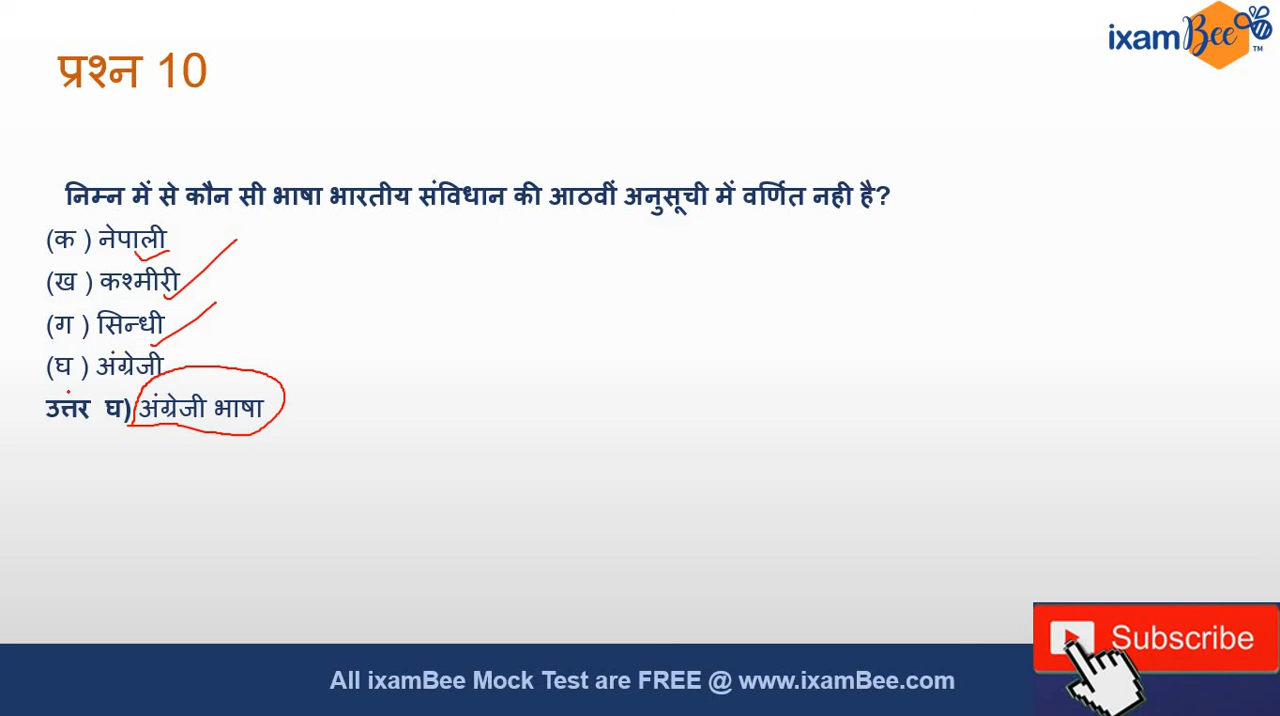 ixamBee TM
प्रश्न 10
निम्न में से कौन सी भाषा भारतीय संविधान की आठवीं अनुसूची में वर्णित नही है?
(क ) नेपाली
(ख ) कश्मीरी
(ग ) सिन्धी
(घ ) अंग्रेजी
उत्तर घ) अंग्रेजी भाषा
Subscribe
All ixamBee Mock Test are FREE @ www.ixamBee.com